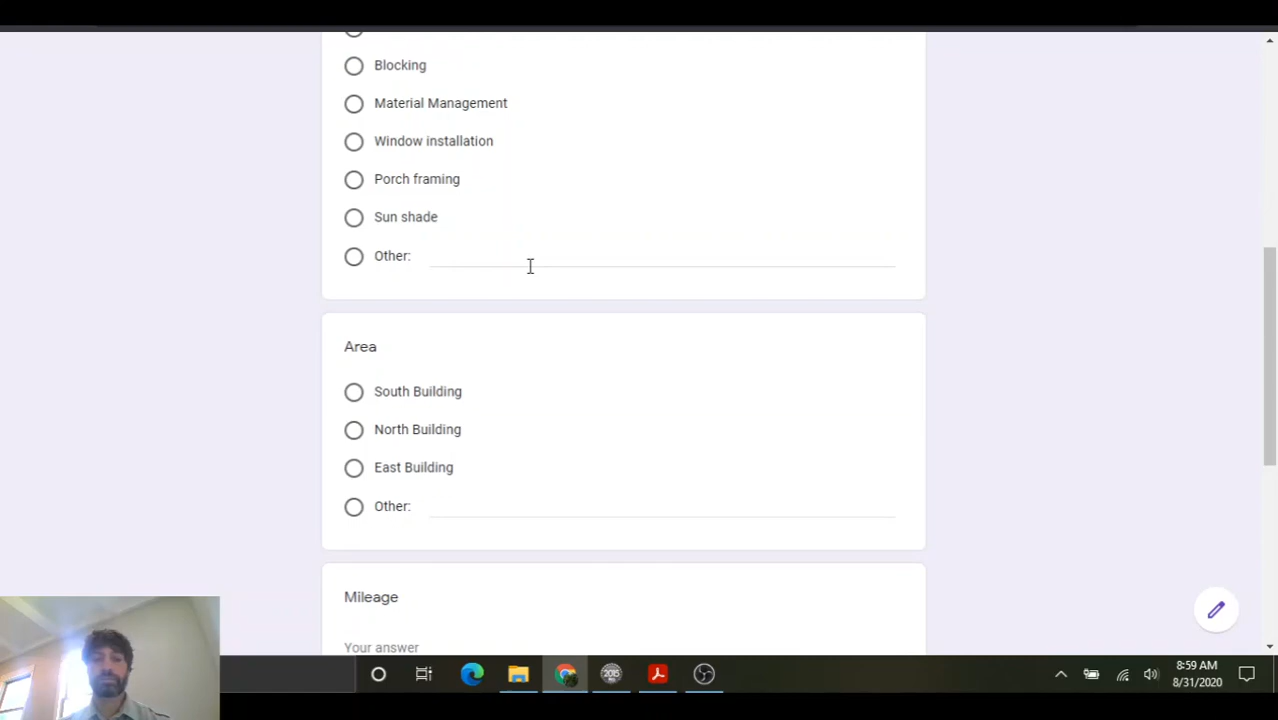 Blocking
Material Management
Window installation
Porch framing
Sun shade
Other:
Area
South Building
North Building
East Building
Other:
Mileage
Your answer
2015
8:59 AM
8/31/2020